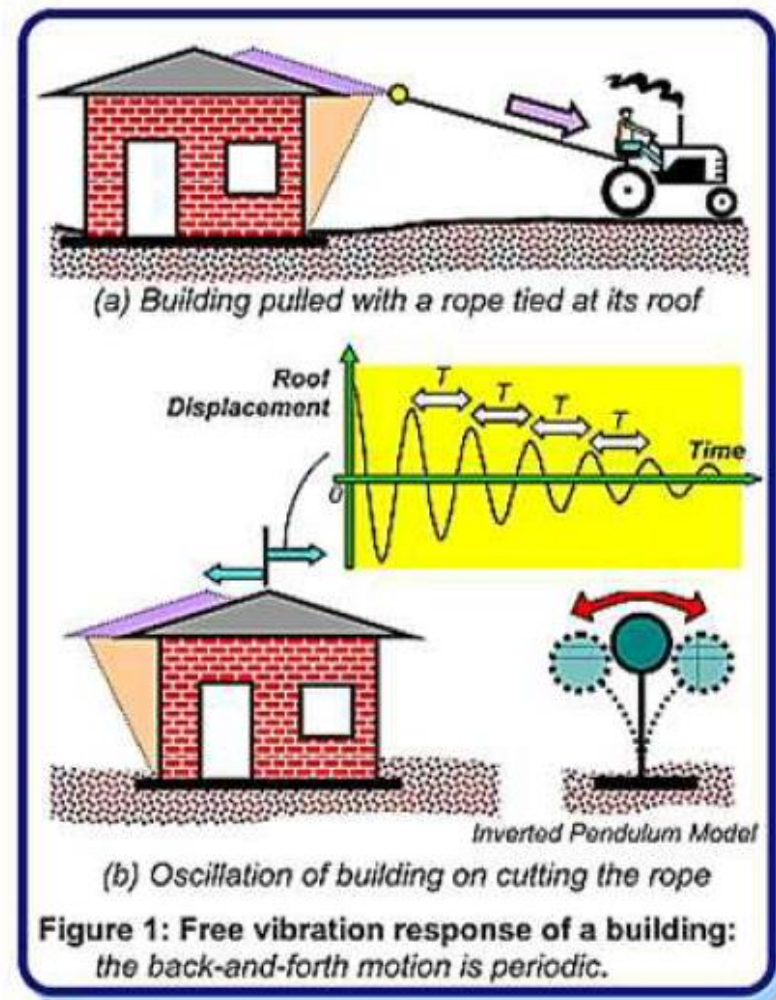 (a) Building pulled with a rope tied at its roof
Roof
Displacement
T
T
T
T
Time
0
Inverted Pendulum Model
(b) Oscillation of building on cutting the rope
Figure 1: Free vibration response of a building:
the back-and-forth motion is periodic.